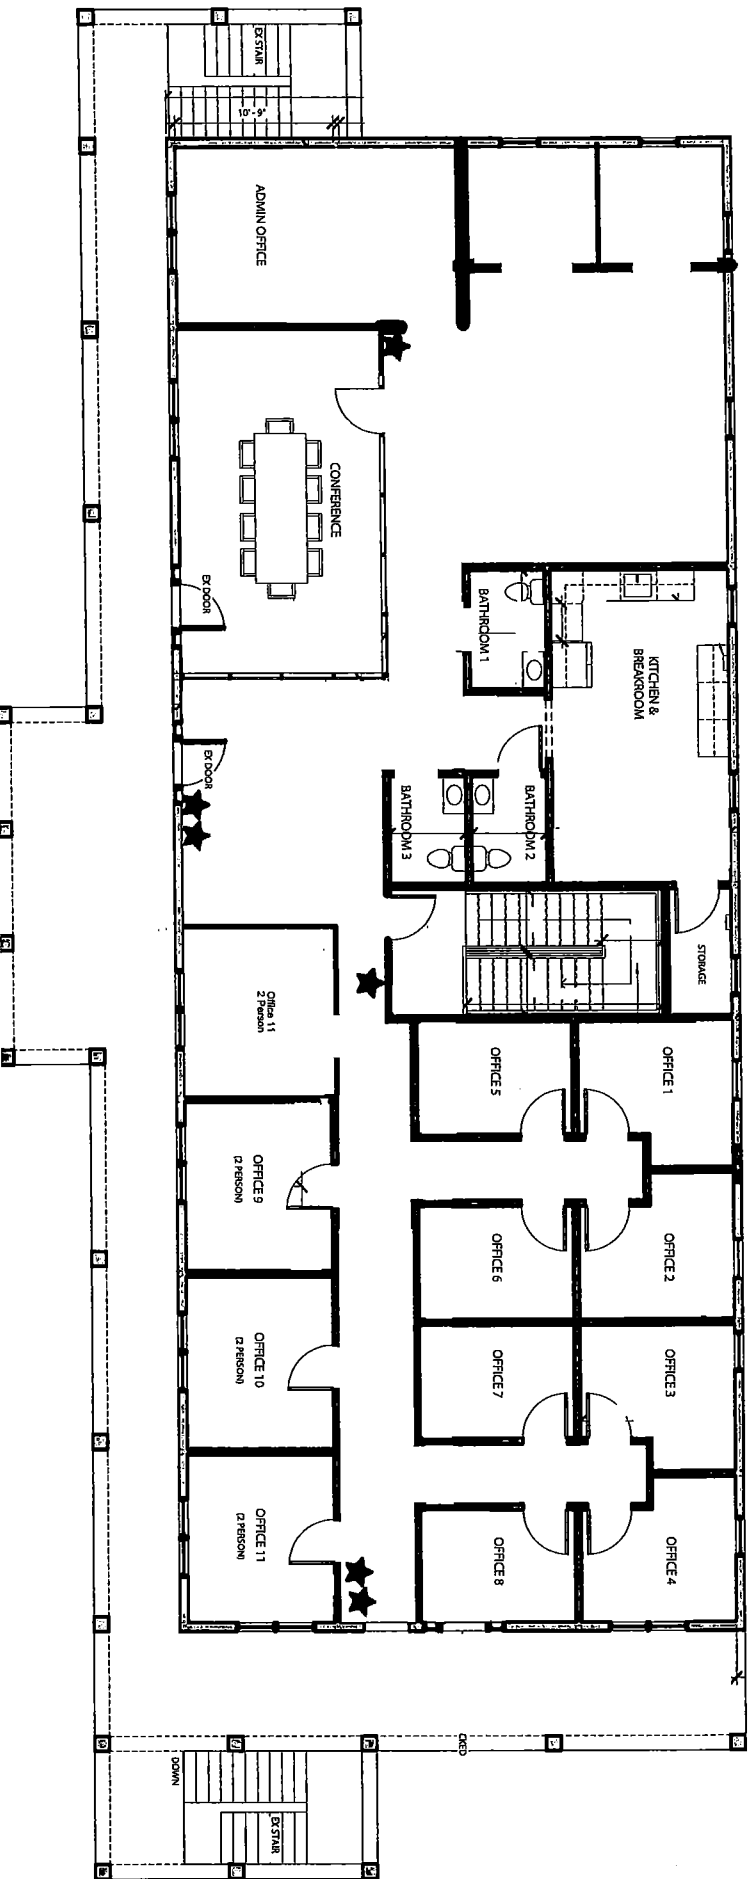 EX STAIR
10' - 9"
ADMIN OFFICE
CONFERENCE
EX DOOR
BATHROOM 1
KITCHEN &
BREAKROOM
EX DOOR
BATHROOM 3
BATHROOM 2
STORAGE
Office 11
2 Person
OFFICE 5
OFFICE 1
OFFICE 9
(2 PERSON)
OFFICE 6
OFFICE 2
OFFICE 10
(2 PERSON)
OFFICE 7
OFFICE 3
OFFICE 11
(2 PERSON)
OFFICE 8
OFFICE 4
CKED
DOWN
EX STAIR